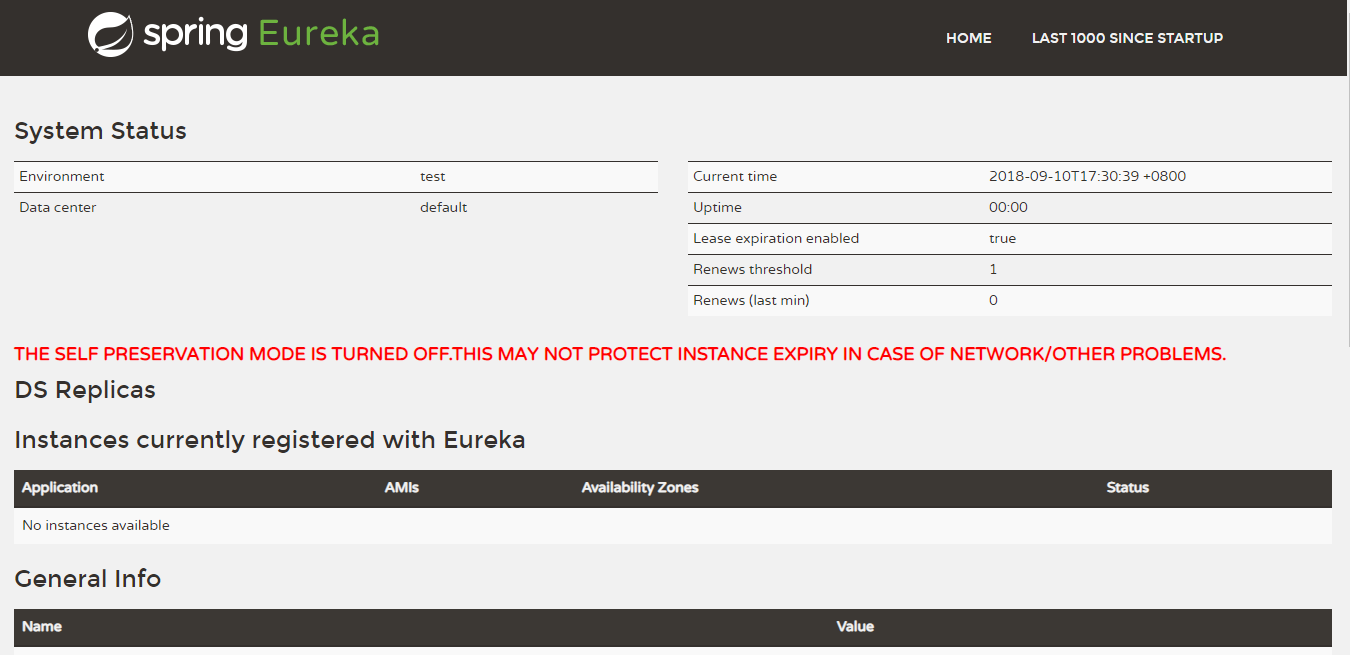 spring Eureka
HOME LAST 1000 SINCE STARTUP
System Status
Environment test
Data center default
Current time 2018-09-10T17:30:39 +0800
Uptime 00:00
Lease expiration enabled true
Renews threshold 1
Renews (last min) 0
THE SELF PRESERVATION MODE IS TURNED OFF.THIS MAY NOT PROTECT INSTANCE EXPIRY IN CASE OF NETWORK/OTHER PROBLEMS.
DS Replicas
Instances currently registered with Eureka
Application AMIs Availability Zones Status
No instances available
General Info
Name Value